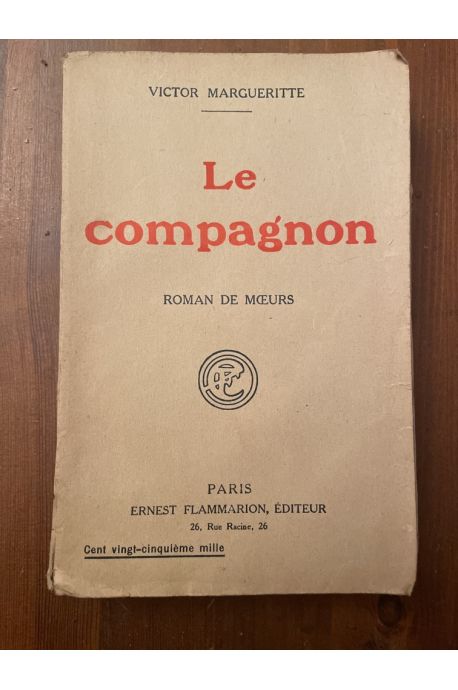 VICTOR MARGUERITTE
Le
compagnon
ROMAN DE MŒURS
PARIS
ERNEST FLAMMARION, ÉDITEUR
26, Rue Racine, 26
Cent vingt-cinquième mille